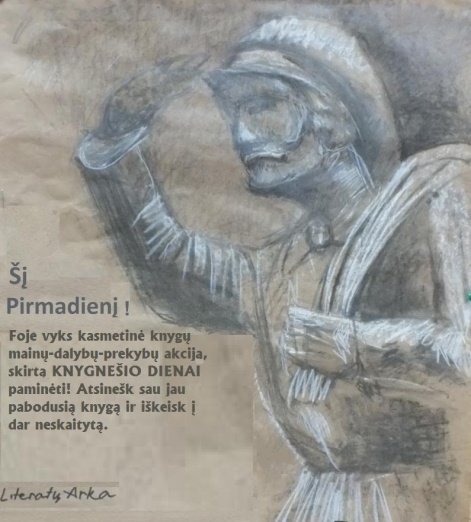 Šį
Pirmadienį !
Foje vyks kasmetinė knygų
mainų-dalybų-prekybų akcija,
skirta KNYGNEŠIO DIENAI
paminėti! Atsinešk sau jau
pabodusią knygą ir iškeisk į
dar neskaitytą.
Literatų Arka